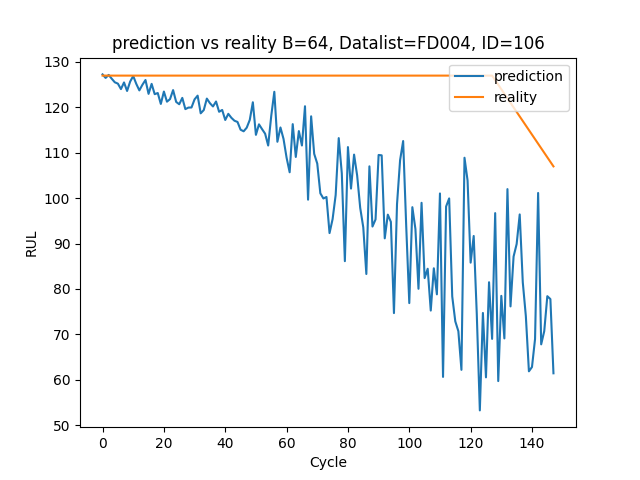 prediction vs reality B=64, Datalist=FD004, ID=106
130
120
110
100
90
80
70
60
50
RUL
prediction
reality
0 20 40 60 80 100 120 140
Cycle